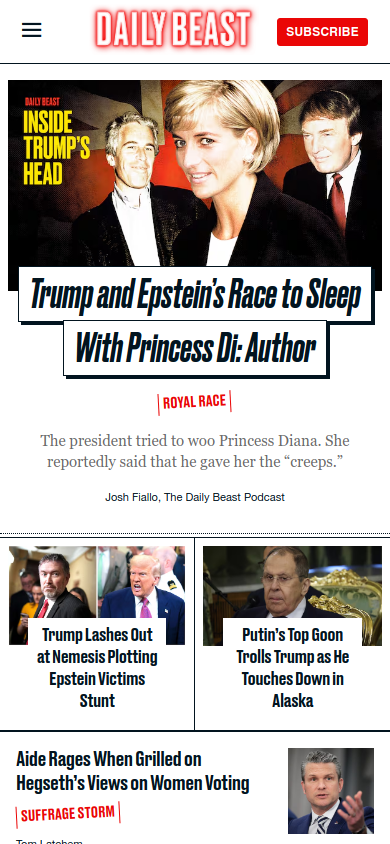 DAILY BEAST
SUBSCRIBE
DAILY BEAST
INSIDE
TRUMP'S
HEAD
Trump and Epstein's Race to Sleep
With Princess Di: Author
ROYAL RACE
The president tried to woo Princess Diana. She
reportedly said that he gave her the “creeps.”
Josh Fiallo, The Daily Beast Podcast
Trump Lashes Out
at Nemesis Plotting
Epstein Victims
Stunt
Putin's Top Goon
Trolls Trump as He
Touches Down in
Alaska
Aide Rages When Grilled on
Hegseth's Views on Women Voting
SUFFRAGE STORM
Tom Latchem